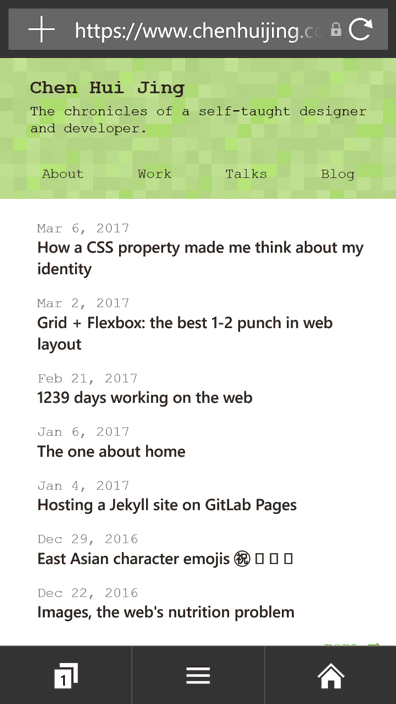 https://www.chenhuijing.co
Chen Hui Jing
The chronicles of a self-taught designer
and developer.
About Work Talks Blog
Mar 6, 2017
How a CSS property made me think about my
identity
Mar 2, 2017
Grid + Flexbox: the best 1-2 punch in web
layout
Feb 21, 2017
1239 days working on the web
Jan 6, 2017
The one about home
Jan 4, 2017
Hosting a Jekyll site on GitLab Pages
Dec 29, 2016
East Asian character emojis ㊗ ▯ ▯ ▯
Dec 22, 2016
Images, the web's nutrition problem
1